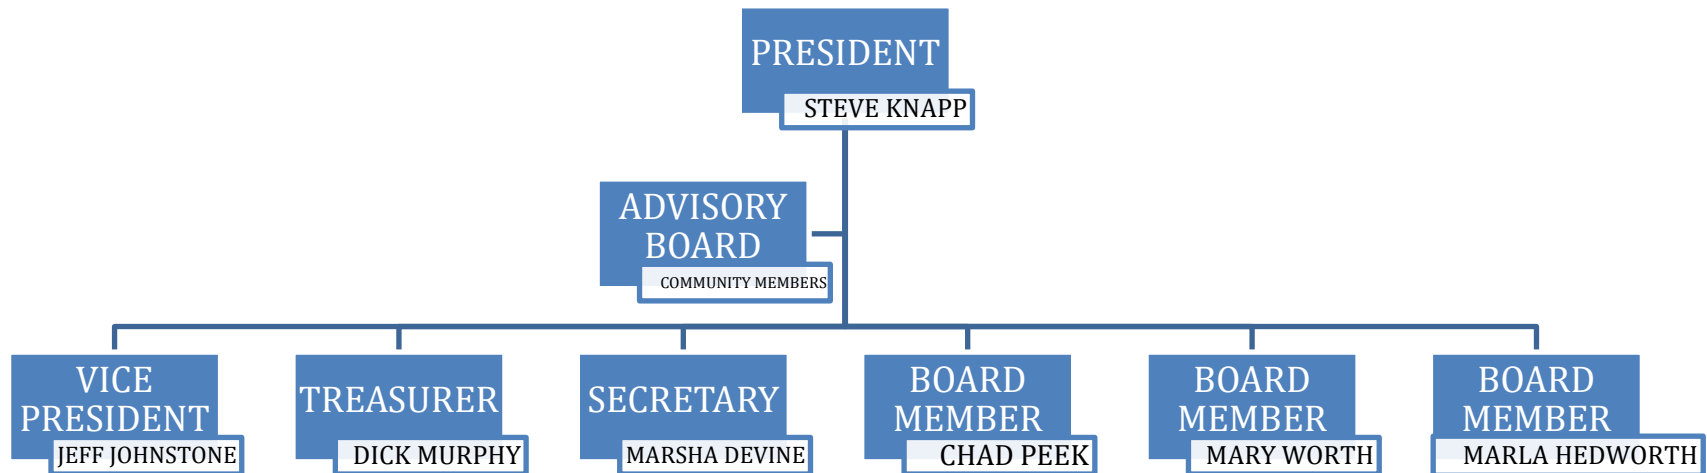 PRESIDENT
STEVE KNAPP
ADVISORY
BOARD
COMMUNITY MEMBERS
VICE
PRESIDENT
JEFF JOHNSTONE
TREASURER
DICK MURPHY
SECRETARY
MARSHA DEVINE
BOARD
MEMBER
CHAD PEEK
BOARD
MEMBER
MARY WORTH
BOARD
MEMBER
MARLA HEDWORTH